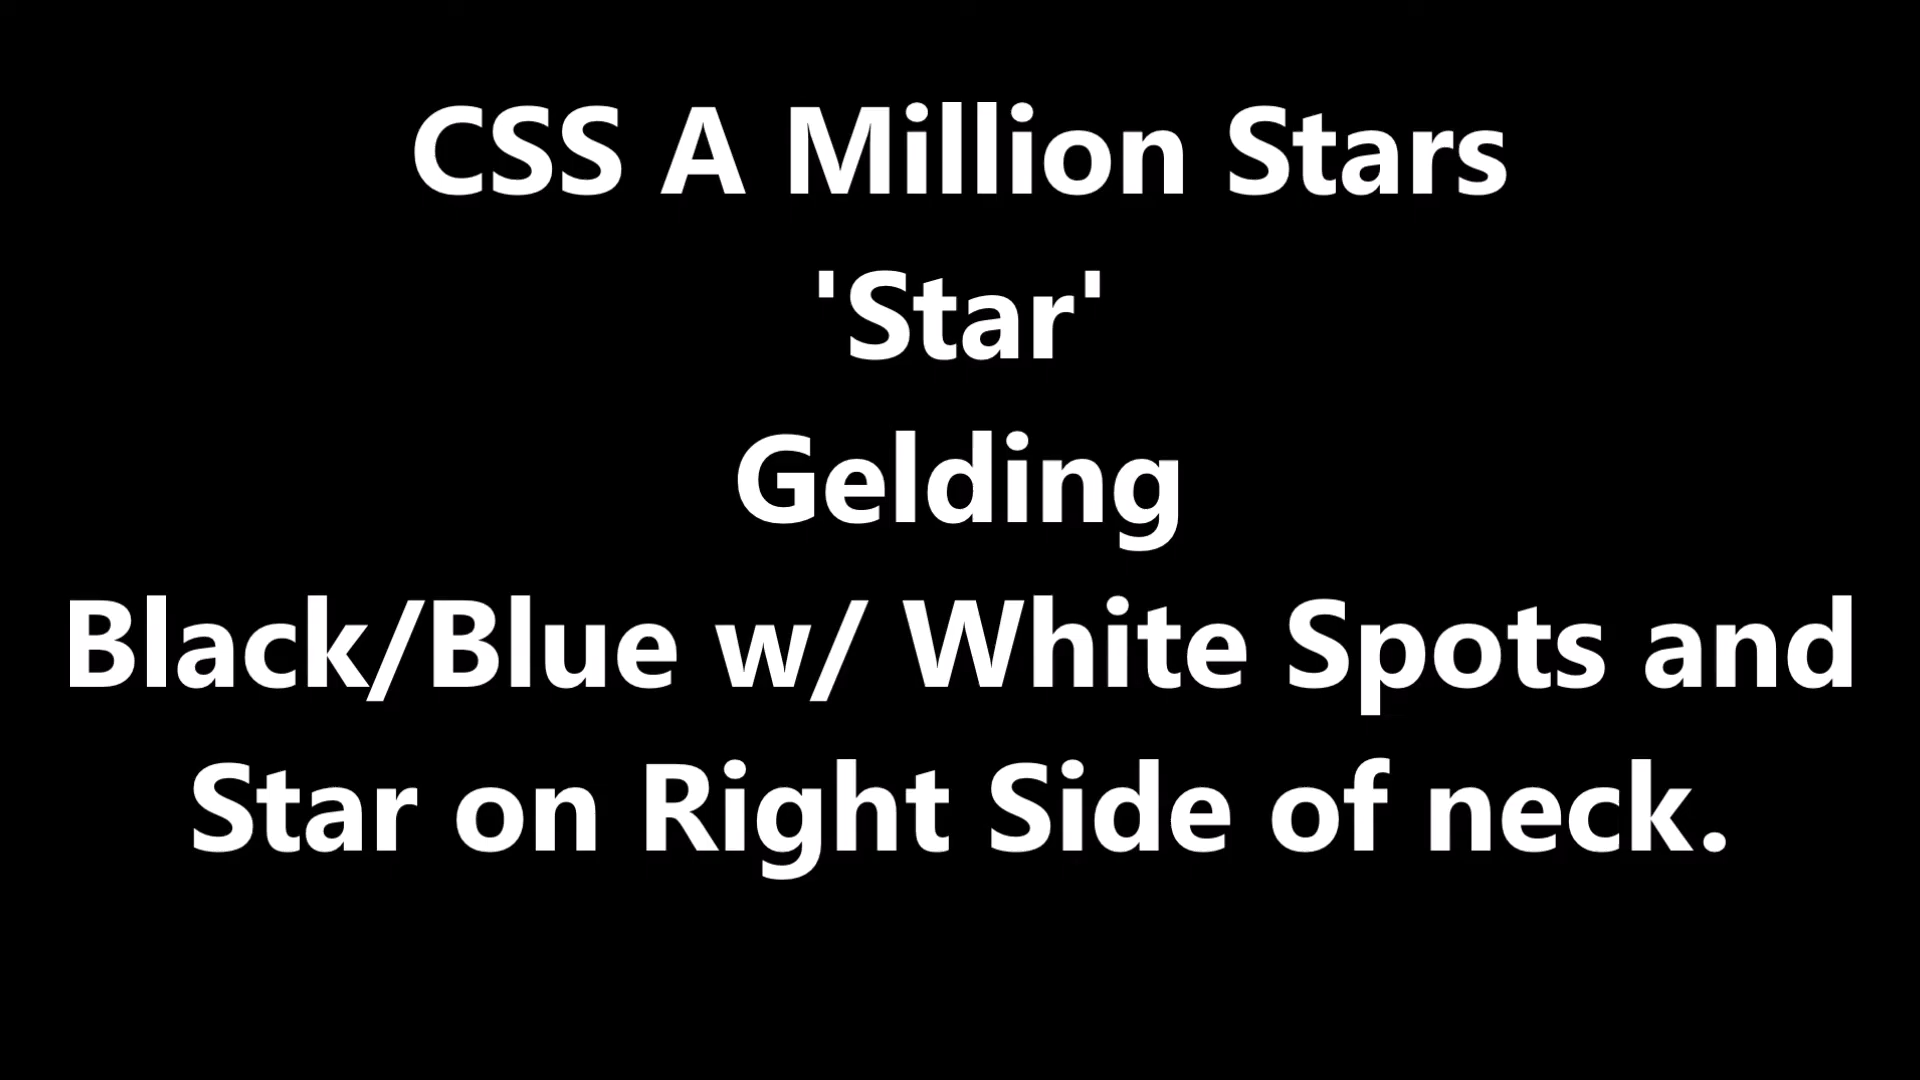 CSS A Million Stars
'Star'
Gelding
Black/Blue w/ White Spots and
Star on Right Side of neck.